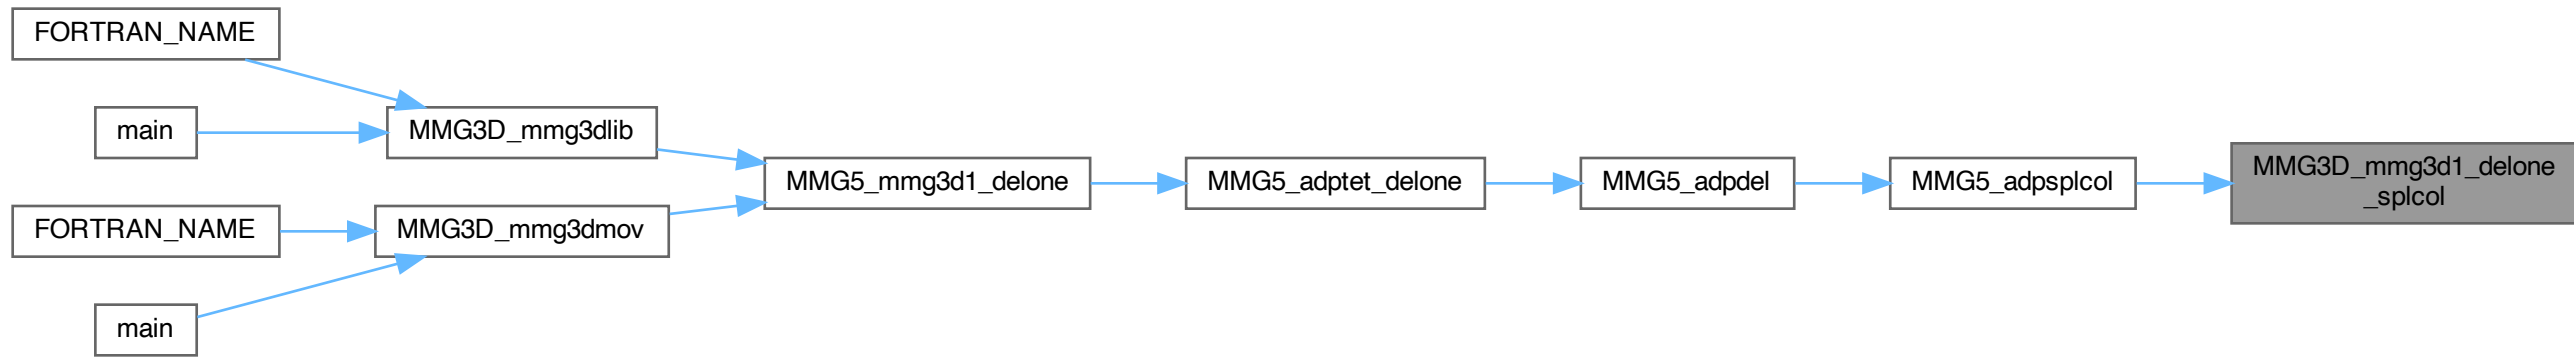 FORTRAN_NAME
main
MMG3D_mmg3dlib
FORTRAN_NAME
MMG3D_mmg3dmov
main
MMG5_mmg3d1_delone
MMG5_adptet_delone
MMG5_adpdel
MMG5_adpsplcol
MMG3D_mmg3d1_delone
_splcol